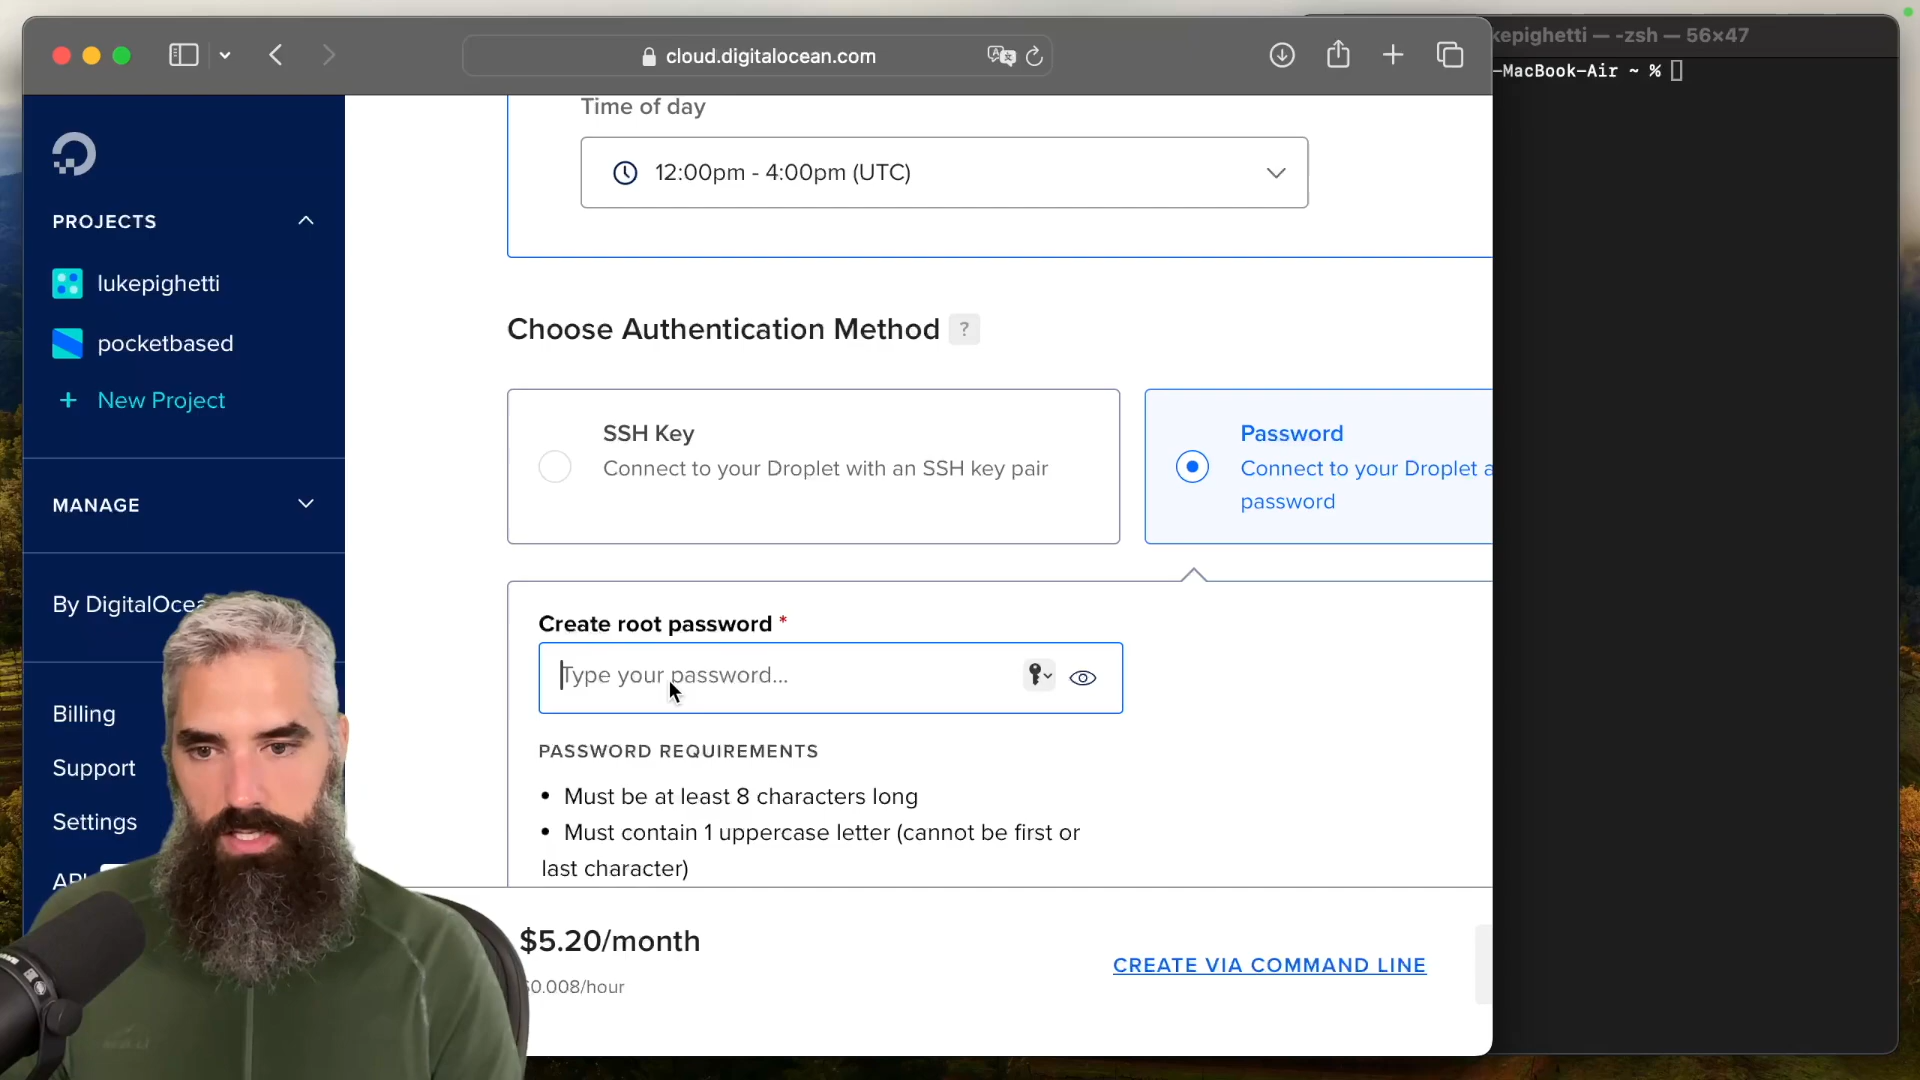 cloud.digitalocean.com
kepighetti — -zsh — 56×47
-MacBook-Air ~ %
PROJECTS
lukepighetti
pocketbased
+ New Project
MANAGE
By DigitalOcea
Billing
Support
Settings
API
Time of day
12:00pm - 4:00pm (UTC)
Choose Authentication Method ?
SSH Key
Connect to your Droplet with an SSH key pair
Password
Connect to your Droplet a
password
Create root password *
Type your password...
PASSWORD REQUIREMENTS
• Must be at least 8 characters long
• Must contain 1 uppercase letter (cannot be first or
last character)
$5.20/month
$0.008/hour
CREATE VIA COMMAND LINE